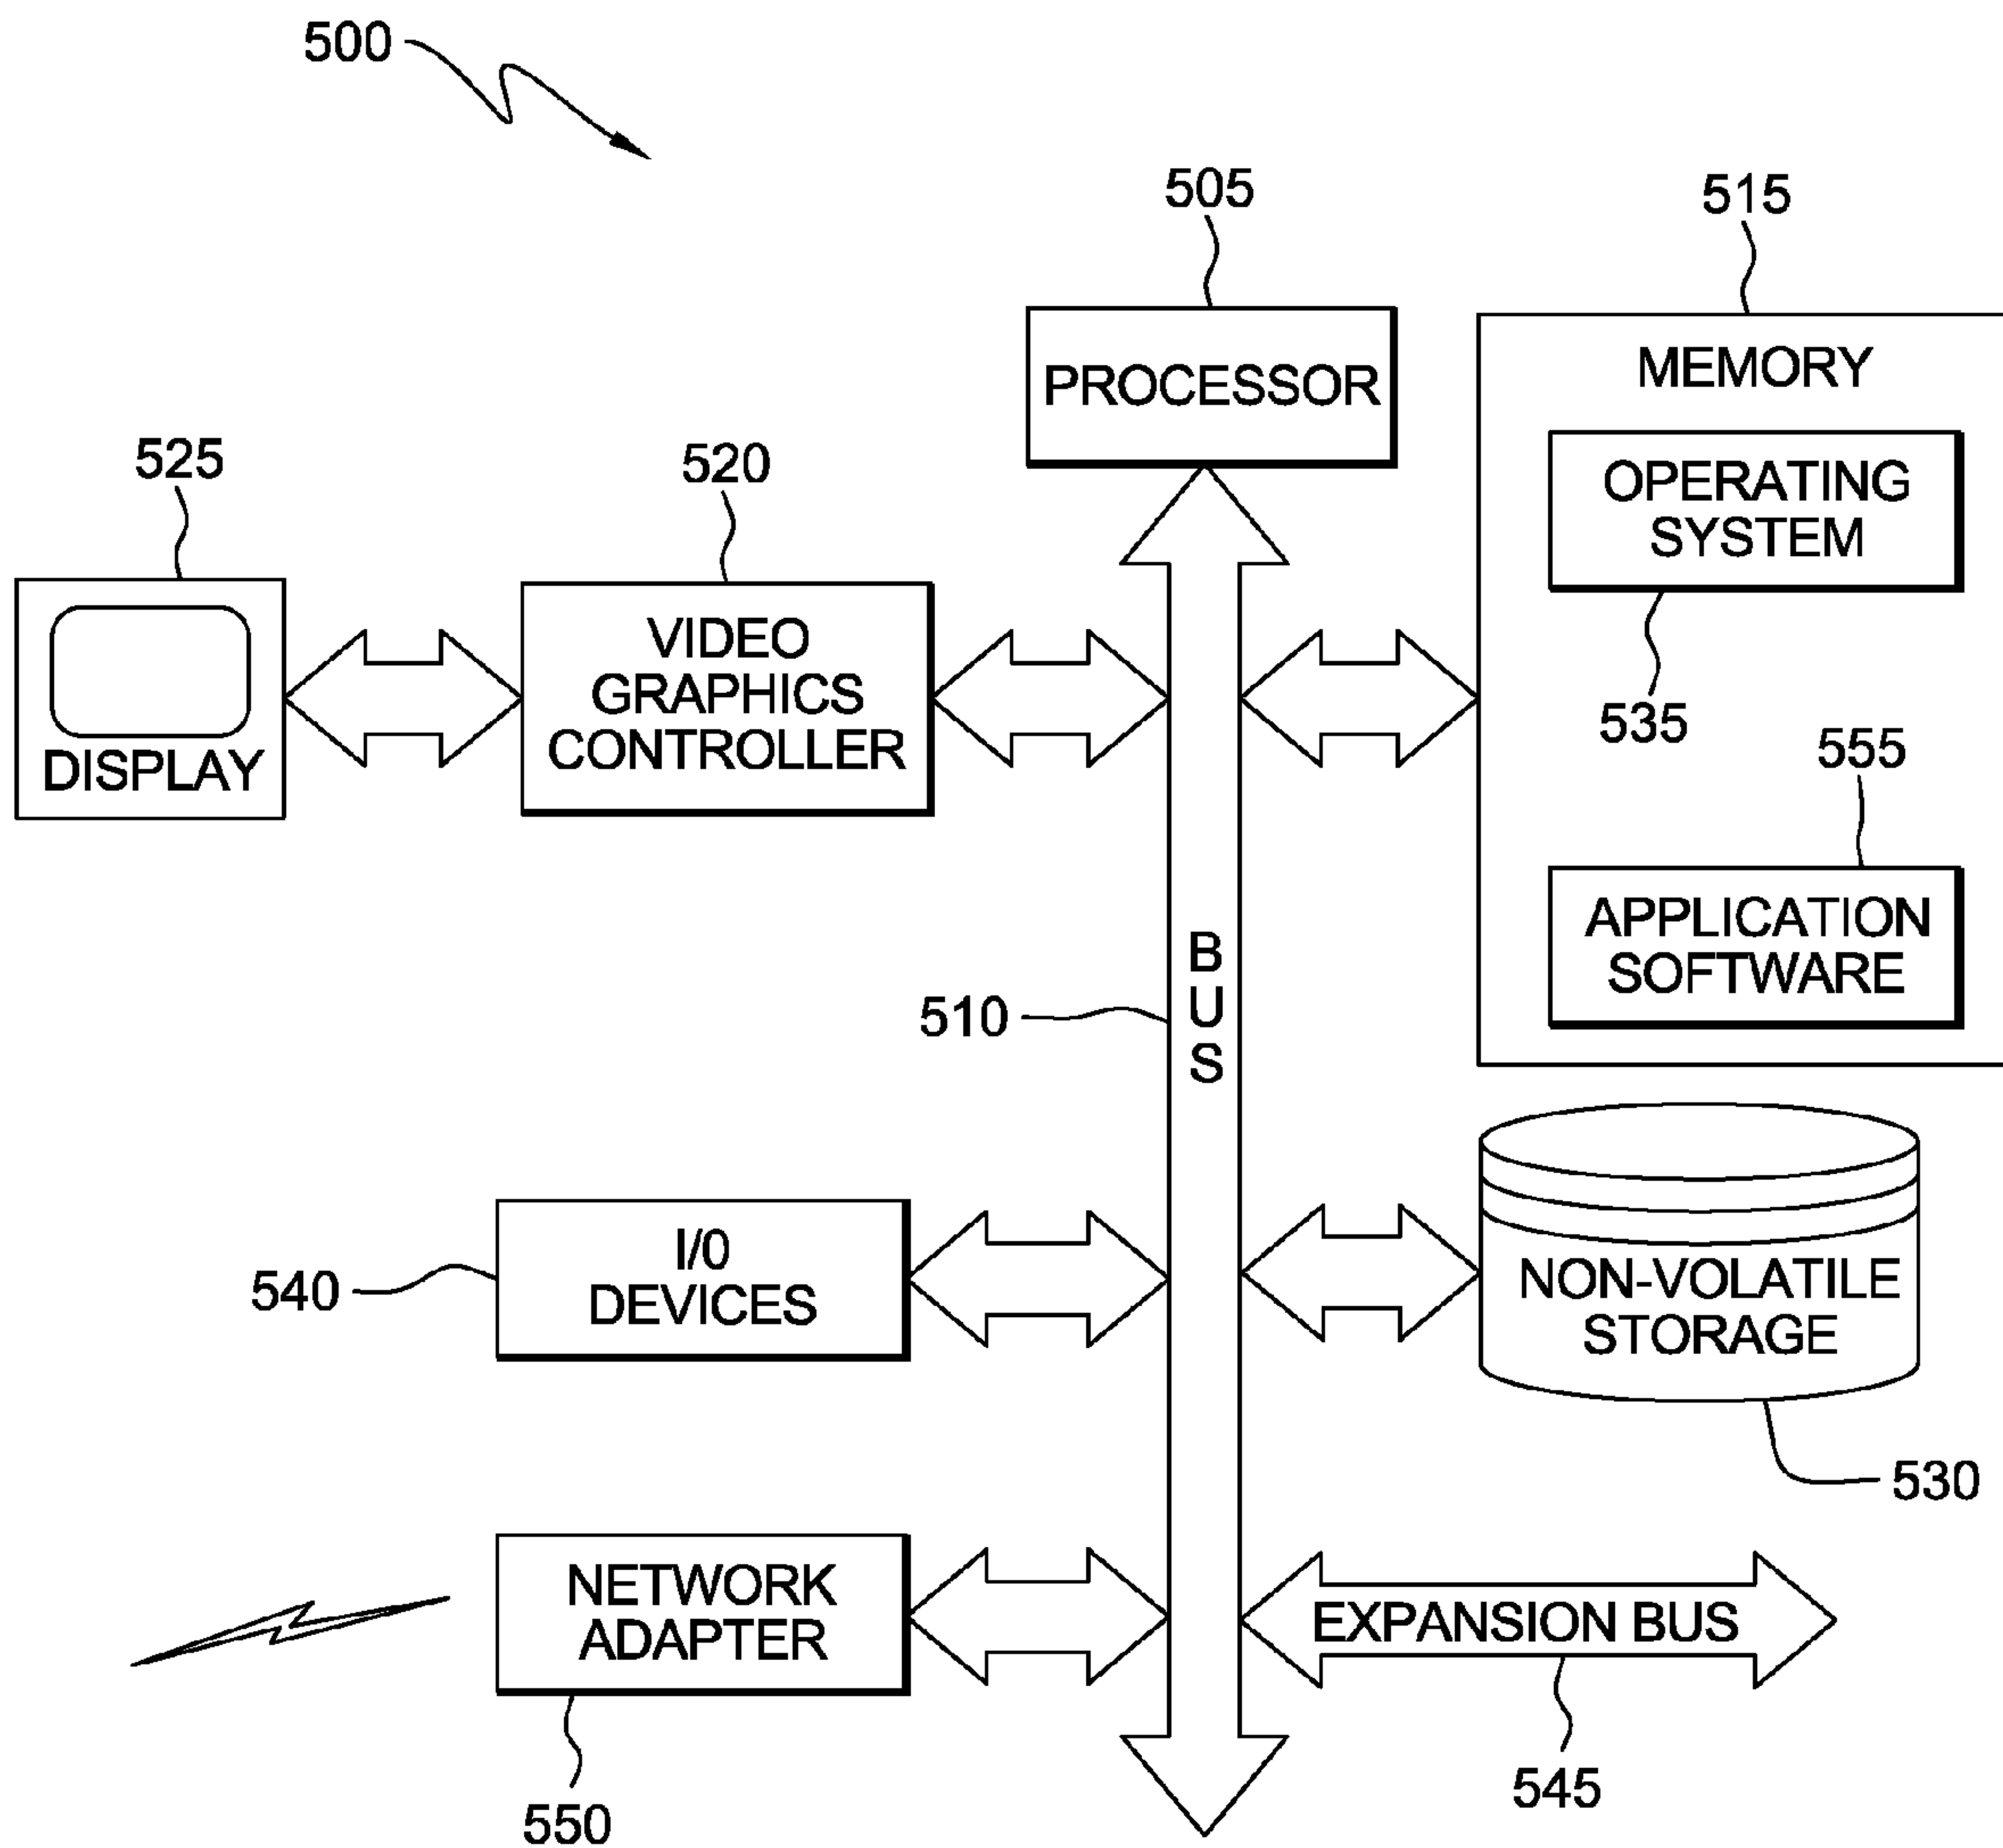 500
505
515
PROCESSOR
MEMORY
525
520
OPERATING
SYSTEM
VIDEO
GRAPHICS
CONTROLLER
DISPLAY
535
555
APPLICATION
SOFTWARE
510
B
U
S
540
I/0
DEVICES
NON-VOLATILE
STORAGE
530
NETWORK
ADAPTER
EXPANSION BUS
550
545